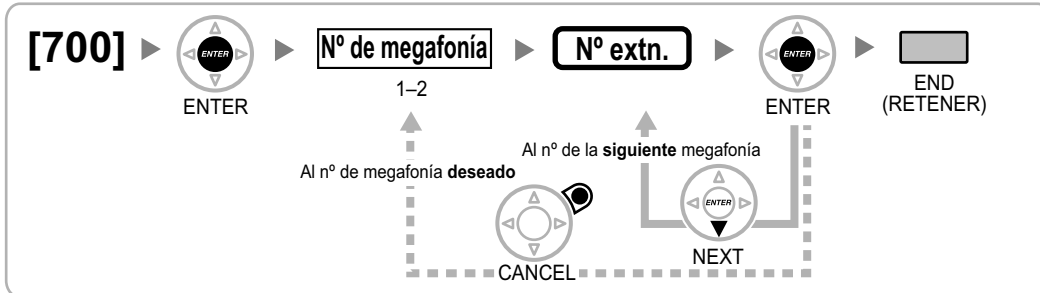 [700]
ENTER
ENTER
Nº de megafonía
1–2
Nº extn.
ENTER
ENTER
END
(RETENER)
Al nº de megafonía deseado
Al nº de la siguiente megafonía
CANCEL
ENTER
NEXT